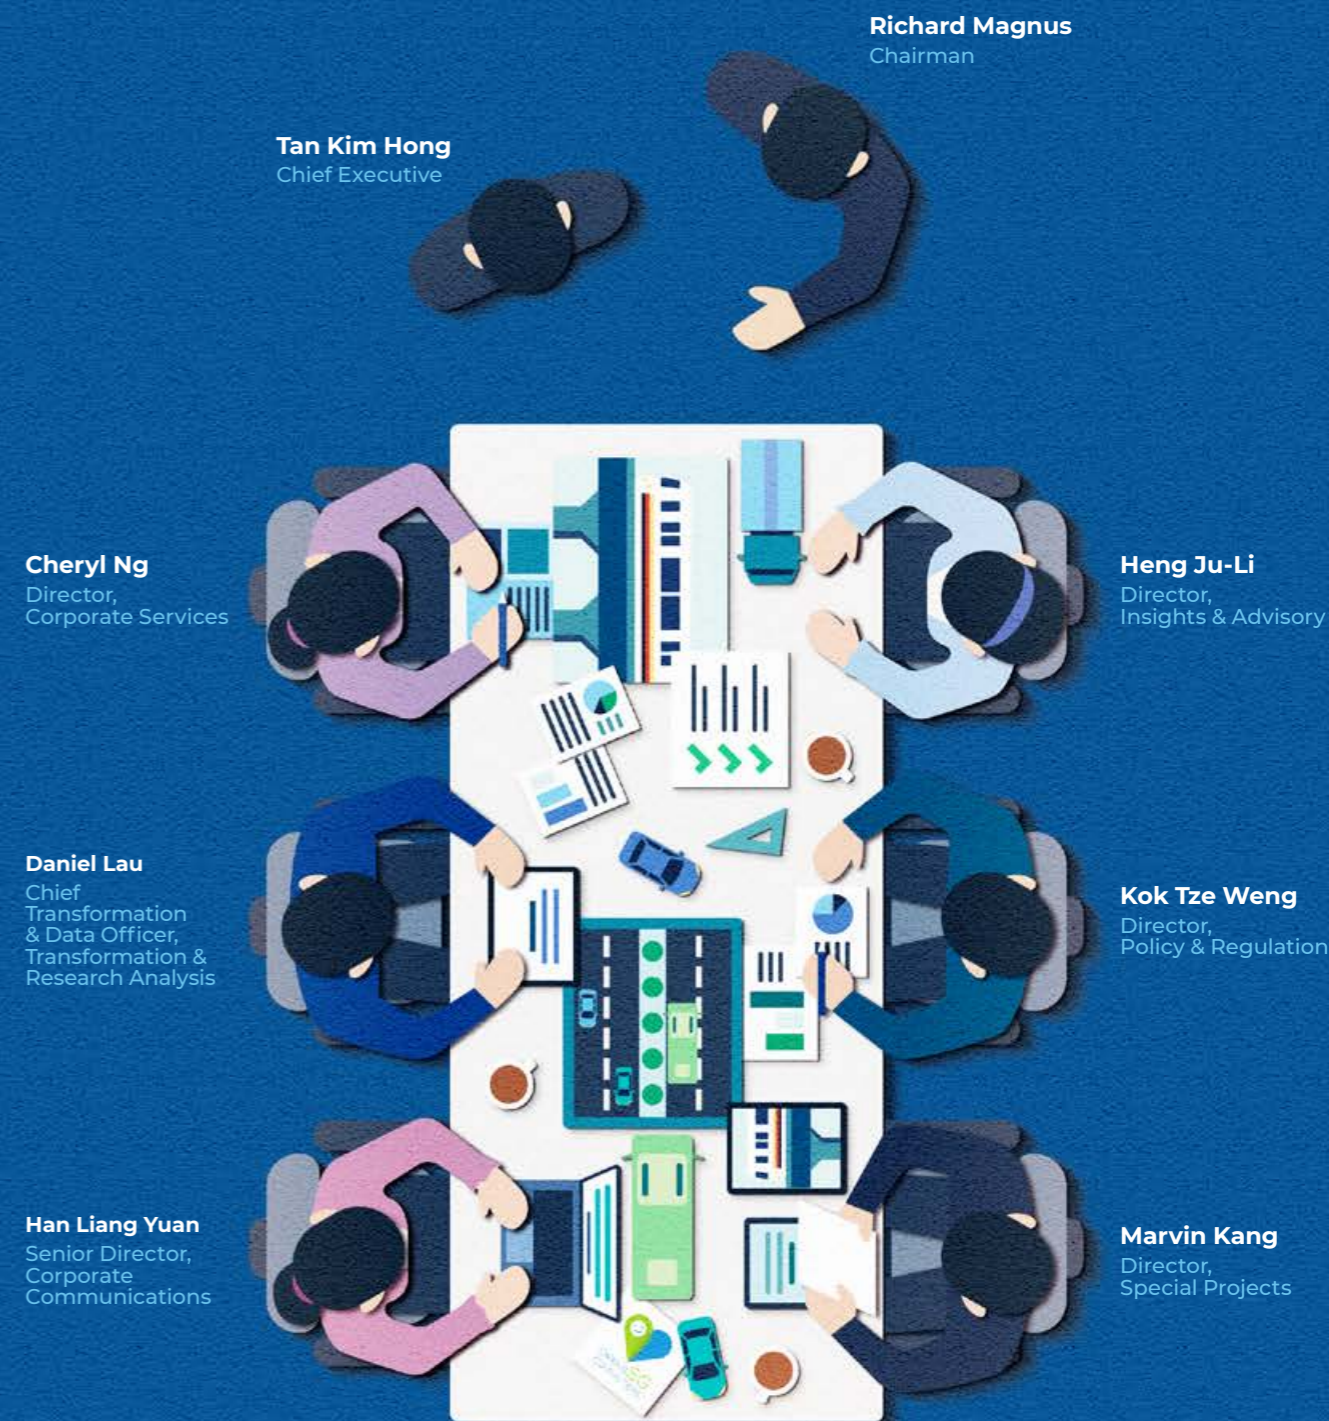 Richard Magnus
Chairman
Tan Kim Hong
Chief Executive
Cheryl Ng
Director,
Corporate Services
Heng Ju-Li
Director,
Insights & Advisory
Daniel Lau
Chief
Transformation
& Data Officer,
Transformation &
Research Analysis
Kok Tze Weng
Director,
Policy & Regulation
Han Liang Yuan
Senior Director,
Corporate
Communications
Marvin Kang
Director,
Special Projects
SG